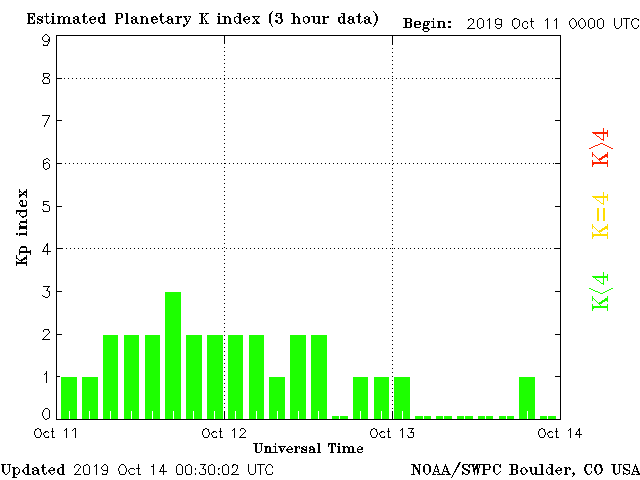 Estimated Planetary K index (3 hour data)
Begin: 2019 Oct 11 0000 UTC
9
8
7
6
5
4
3
2
1
0
Kp index
K>4
K=4
K<4
Oct 11 Oct 12 Oct 13 Oct 14
Universal Time
Updated 2019 Oct 14 00:30:02 UTC
NOAA/SWPC Boulder, CO USA